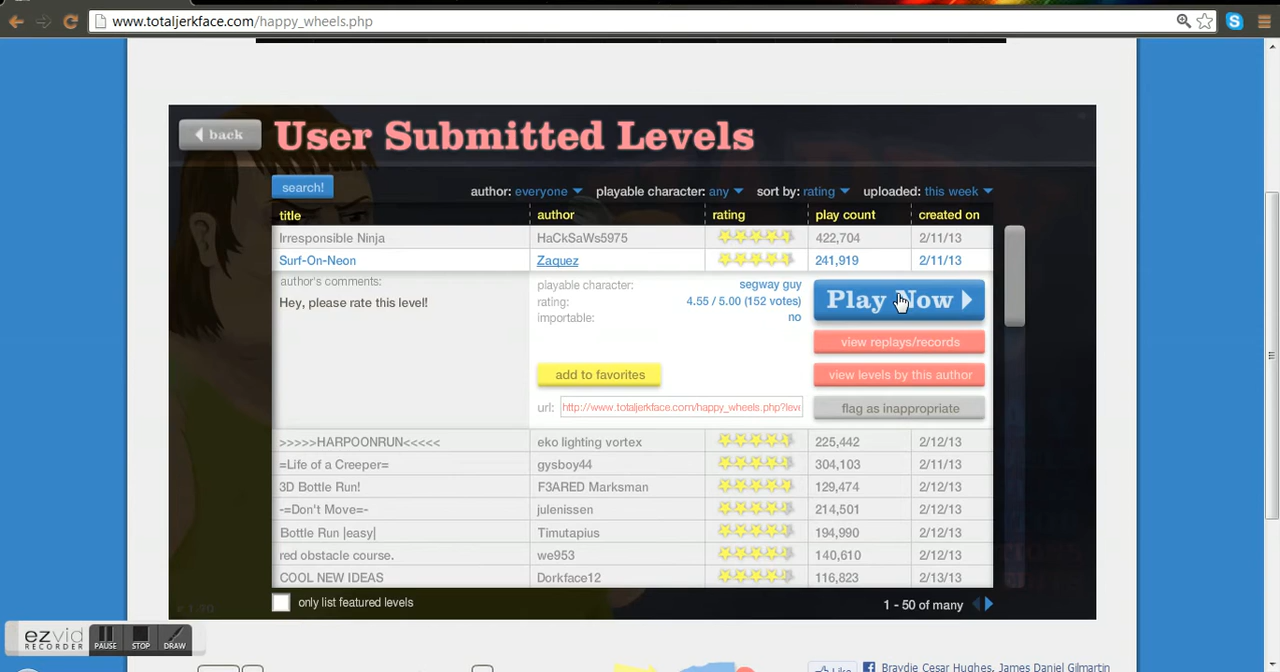 www.totaljerkface.com/happy_wheels.php
back
User Submitted Levels
search!
author: everyone playable character: any sort by: rating uploaded: this week
title author rating play count created on
Irresponsible Ninja HaCkSaWs5975 422,704 2/11/13
Surf-On-Neon Zaquez 241,919 2/11/13
author's comments:
Hey, please rate this level!
playable character: segway guy
rating: 4.55 / 5.00 (152 votes)
importable: no
Play Now
view replays/records
add to favorites
view levels by this author
url: http://www.totaljerkface.com/happy_wheels.php?lev
flag as inappropriate
>>>>>HARPOONRUN<<<<< eko lighting vortex 225,442 2/12/13
=Life of a Creeper= gysboy44 304,103 2/11/13
3D Bottle Run! F3ARED Marksman 129,474 2/12/13
-=Don't Move=- julenissen 214,501 2/12/13
Bottle Run |easy| Timutapius 194,990 2/12/13
red obstacle course. we953 140,610 2/12/13
COOL NEW IDEAS Dorkface12 116,823 2/13/13
only list featured levels
1 - 50 of many
ezvid
RECORDER
PAUSE STOP DRAW
Like
Braydie Cesar Hughes, James Daniel Gilmartin